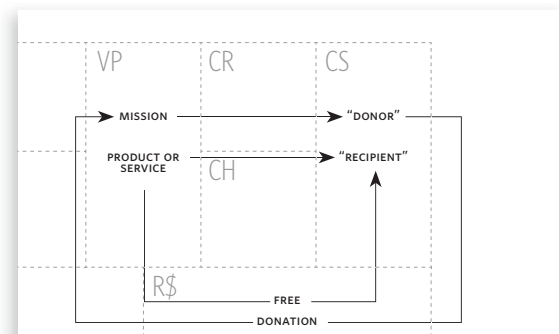 VP
CR
CS
MISSION
“DONOR”
PRODUCT OR
SERVICE
“RECIPIENT”
CH
R$
FREE
DONATION